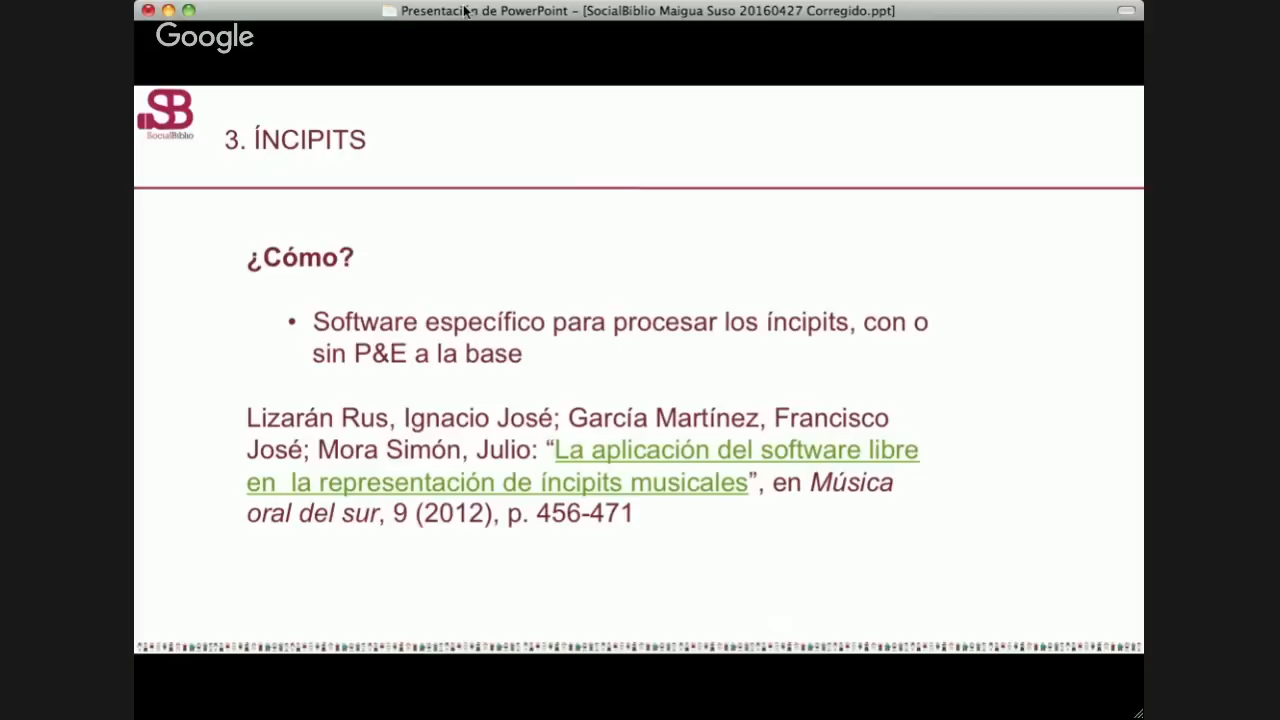 Presentación de PowerPoint – [SocialBiblio Maigua Suso 20160427 Corregido.ppt]
Google
SB
SocialBiblio
3. ÍNCIPITS
¿Cómo?
• Software específico para procesar los íncipits, con o
sin P&E a la base
Lizarán Rus, Ignacio José; García Martínez, Francisco
José; Mora Simón, Julio: “La aplicación del software libre
en la representación de íncipits musicales”, en Música
oral del sur, 9 (2012), p. 456-471